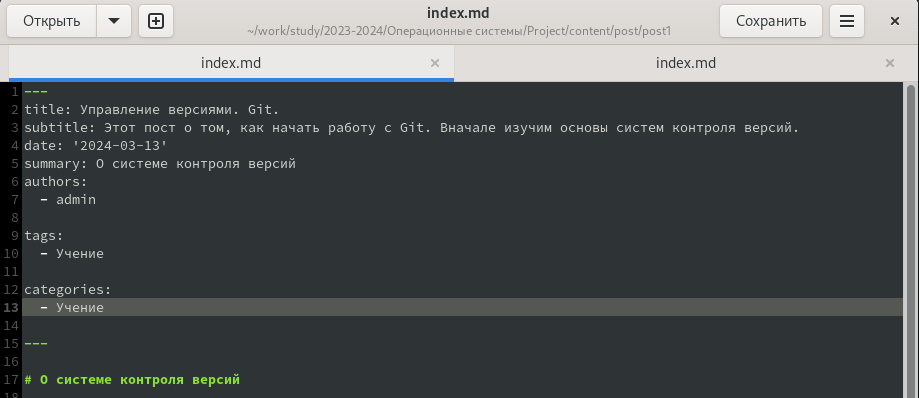 Открыть
index.md
~/work/study/2023-2024/Операционные системы/Project/content/post/post1
Сохранить
index.md
index.md
1 ---
2 title: Управление версиями. Git.
3 subtitle: Этот пост о том, как начать работу с Git. Вначале изучим основы систем контроля версий.
4 date: '2024-03-13'
5 summary: О системе контроля версий
6 authors:
7   - admin
8
9 tags:
10   - Учение
11
12 categories:
13   - Учение
14
15 ---
16
17 # О системе контроля версий
18